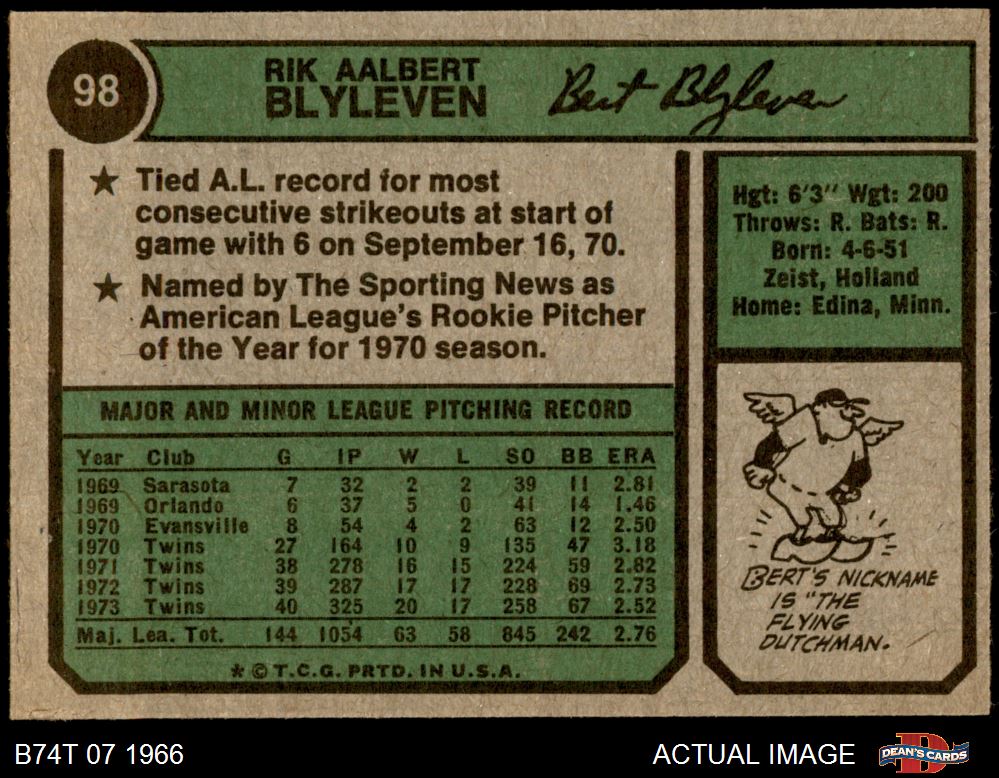 98
RIK AALBERT
BLYLEVEN
Bert Blyleven
★ Tied A.L. record for most
consecutive strikeouts at start of
game with 6 on September 16, 70.
★ Named by The Sporting News as
American League's Rookie Pitcher
of the Year for 1970 season.
Hgt: 6'3" Wgt: 200
Throws: R. Bats: R.
Born: 4-6-51
Zeist, Holland
Home: Edina, Minn.
MAJOR AND MINOR LEAGUE PITCHING RECORD
Year Club G IP W L SO BB ERA
1969 Sarasota 7 32 2 2 39 11 2.81
1969 Orlando 6 37 5 0 41 14 1.46
1970 Evansville 8 54 4 2 63 12 2.50
1970 Twins 27 164 10 9 135 47 3.18
1971 Twins 38 278 16 15 224 59 2.82
1972 Twins 39 287 17 17 228 69 2.73
1973 Twins 40 325 20 17 258 67 2.52
Maj. Lea. Tot. 144 1054 63 58 845 242 2.76
* © T.C.G. PRTD. IN U.S.A.
BERT'S NICKNAME
IS "THE
FLYING
DUTCHMAN.
B74T 07 1966
ACTUAL IMAGE
D
DEAN'S CARDS